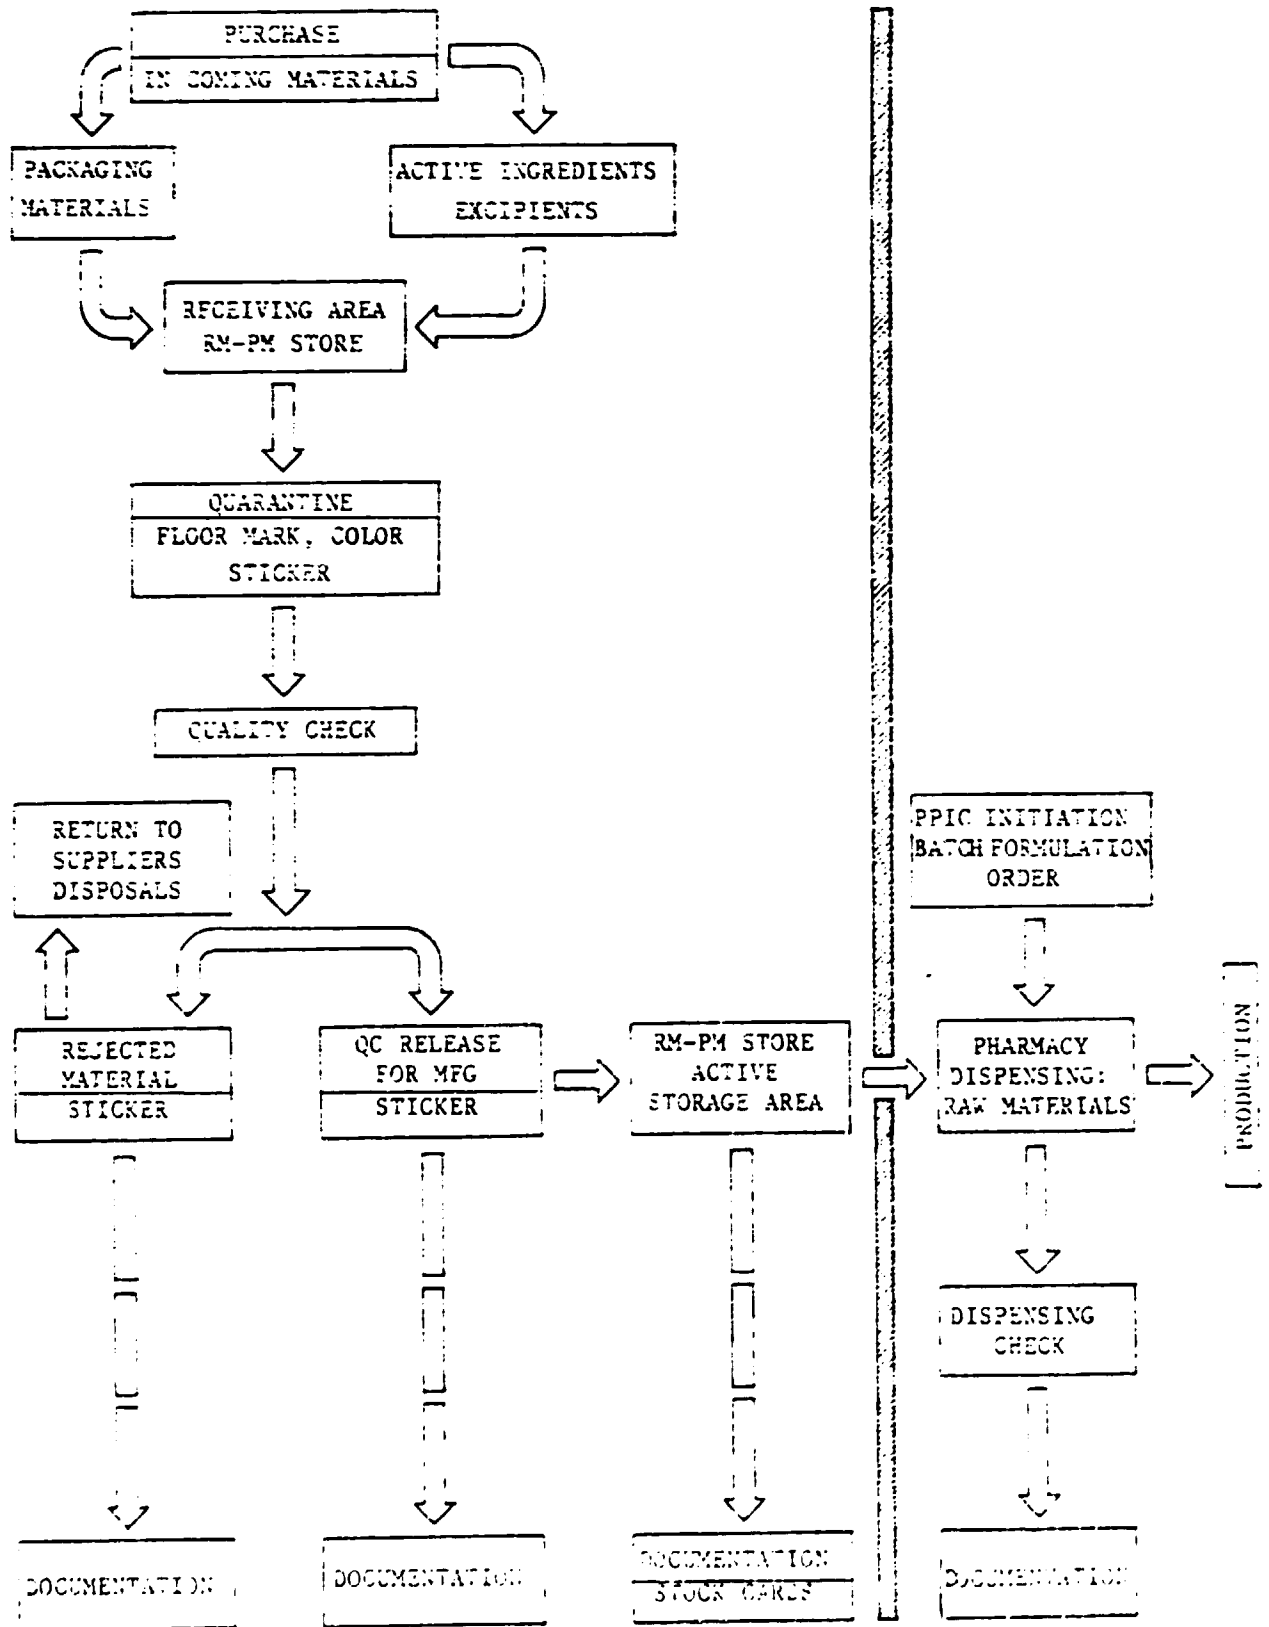 PURCHASE
IN COMING MATERIALS
PACKAGING
MATERIALS
ACTIVE INGREDIENTS
EXCIPIENTS
RECEIVING AREA
RM-PM STORE
QUARANTINE
FLOOR MARK, COLOR
STICKER
QUALITY CHECK
RETURN TO
SUPPLIERS
DISPOSALS
PPIC INITIATION
BATCH FORMULATION
ORDER
REJECTED
MATERIAL
STICKER
QC RELEASE
FOR MFG
STICKER
RM-PM STORE
ACTIVE
STORAGE AREA
PHARMACY
DISPENSING:
RAW MATERIALS
PRODUCTION
DISPENSING
CHECK
DOCUMENTATION
DOCUMENTATION
DOCUMENTATION
STOCK CARDS
DOCUMENTATION